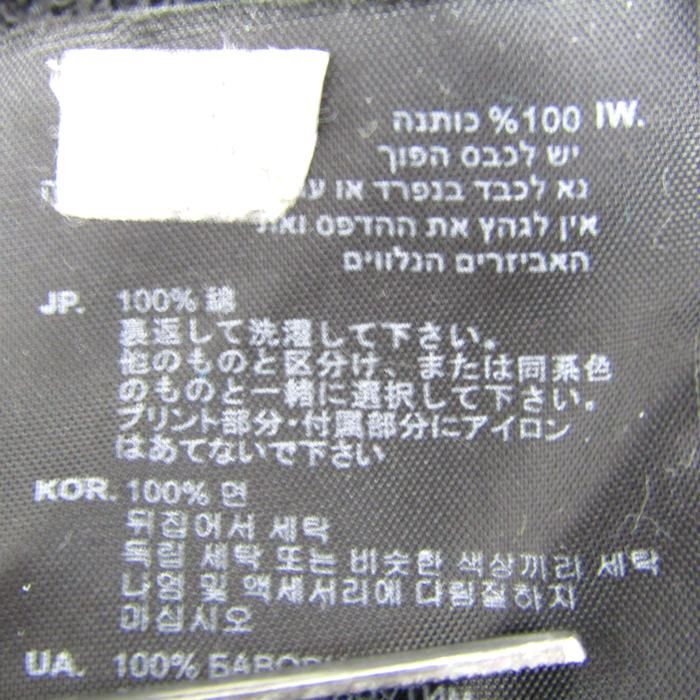 IW. 100% כותנה
יש לכבס הפוך
נא לכבד בנפרד או
אין לגהץ את ההדפס ואת
האביזרים הנלווים
JP. 100% 綿
裏返して洗濯して下さい。
他のものと区分け、または同系色
のものと一緒に選択して下さい。
プリント部分・付属部分にアイロン
はあてないで下さい
KOR. 100% 면
뒤집어서 세탁
독립 세탁 또는 비슷한 색상끼리 세탁
나염 및 액세서리에 다림질하지
마십시오
UA. 100%